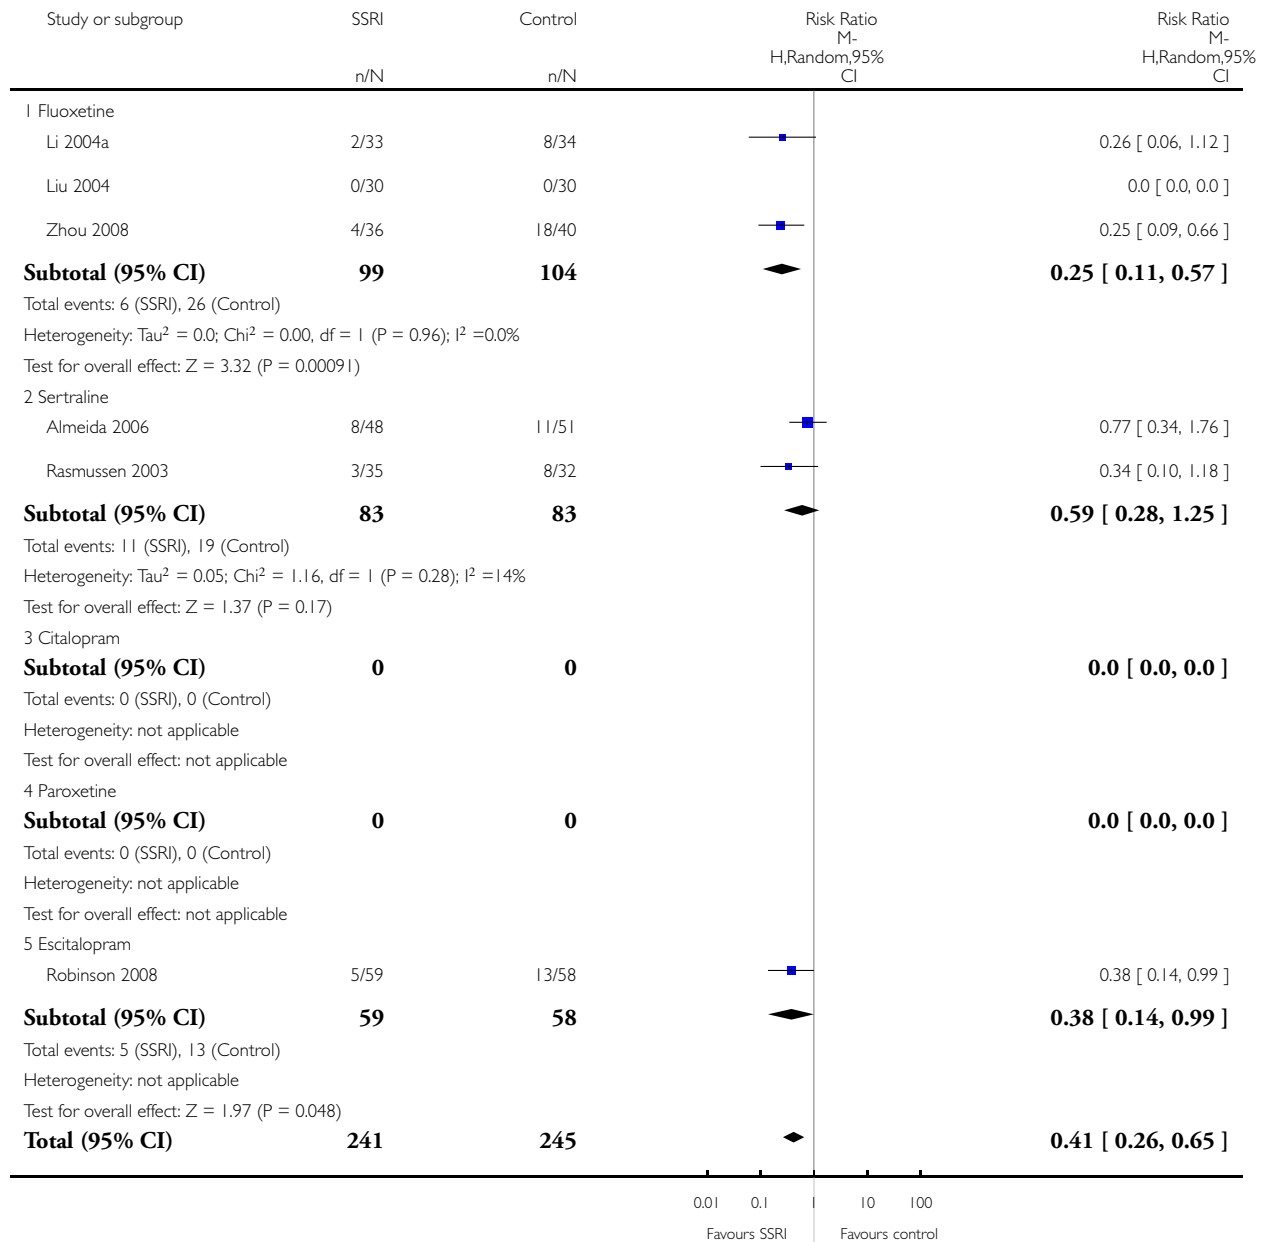 Study or subgroup SSRI Control Risk Ratio Risk Ratio
M- M-
H,Random,95% H,Random,95%
n/N n/N CI CI
1 Fluoxetine
Li 2004a 2/33 8/34 0.26 [ 0.06, 1.12 ]
Liu 2004 0/30 0/30 0.0 [ 0.0, 0.0 ]
Zhou 2008 4/36 18/40 0.25 [ 0.09, 0.66 ]
Subtotal (95% CI) 99 104 0.25 [ 0.11, 0.57 ]
Total events: 6 (SSRI), 26 (Control)
Heterogeneity: Tau² = 0.0; Chi² = 0.00, df = 1 (P = 0.96); I² =0.0%
Test for overall effect: Z = 3.32 (P = 0.00091)
2 Sertraline
Almeida 2006 8/48 11/51 0.77 [ 0.34, 1.76 ]
Rasmussen 2003 3/35 8/32 0.34 [ 0.10, 1.18 ]
Subtotal (95% CI) 83 83 0.59 [ 0.28, 1.25 ]
Total events: 11 (SSRI), 19 (Control)
Heterogeneity: Tau² = 0.05; Chi² = 1.16, df = 1 (P = 0.28); I² =14%
Test for overall effect: Z = 1.37 (P = 0.17)
3 Citalopram
Subtotal (95% CI) 0 0 0.0 [ 0.0, 0.0 ]
Total events: 0 (SSRI), 0 (Control)
Heterogeneity: not applicable
Test for overall effect: not applicable
4 Paroxetine
Subtotal (95% CI) 0 0 0.0 [ 0.0, 0.0 ]
Total events: 0 (SSRI), 0 (Control)
Heterogeneity: not applicable
Test for overall effect: not applicable
5 Escitalopram
Robinson 2008 5/59 13/58 0.38 [ 0.14, 0.99 ]
Subtotal (95% CI) 59 58 0.38 [ 0.14, 0.99 ]
Total events: 5 (SSRI), 13 (Control)
Heterogeneity: not applicable
Test for overall effect: Z = 1.97 (P = 0.048)
Total (95% CI) 241 245 0.41 [ 0.26, 0.65 ]
0.01 0.1 1 10 100
Favours SSRI Favours control